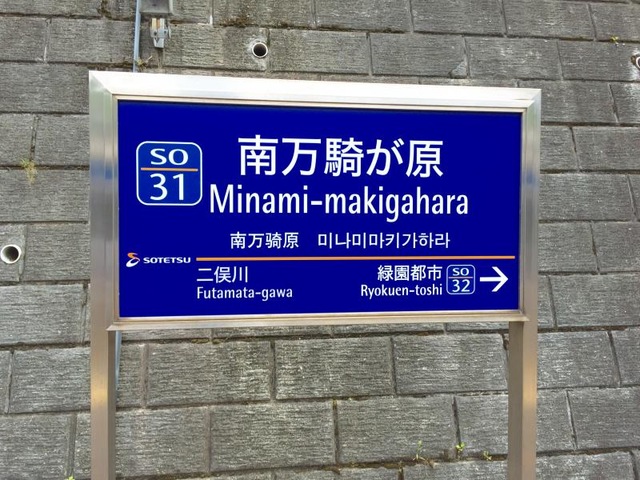 SO
31
南万騎が原
Minami-makigahara
南万骑原 미나미마키가하라
SOTETSU
二俣川
Futamata-gawa
緑園都市
Ryokuen-toshi
SO
32
→